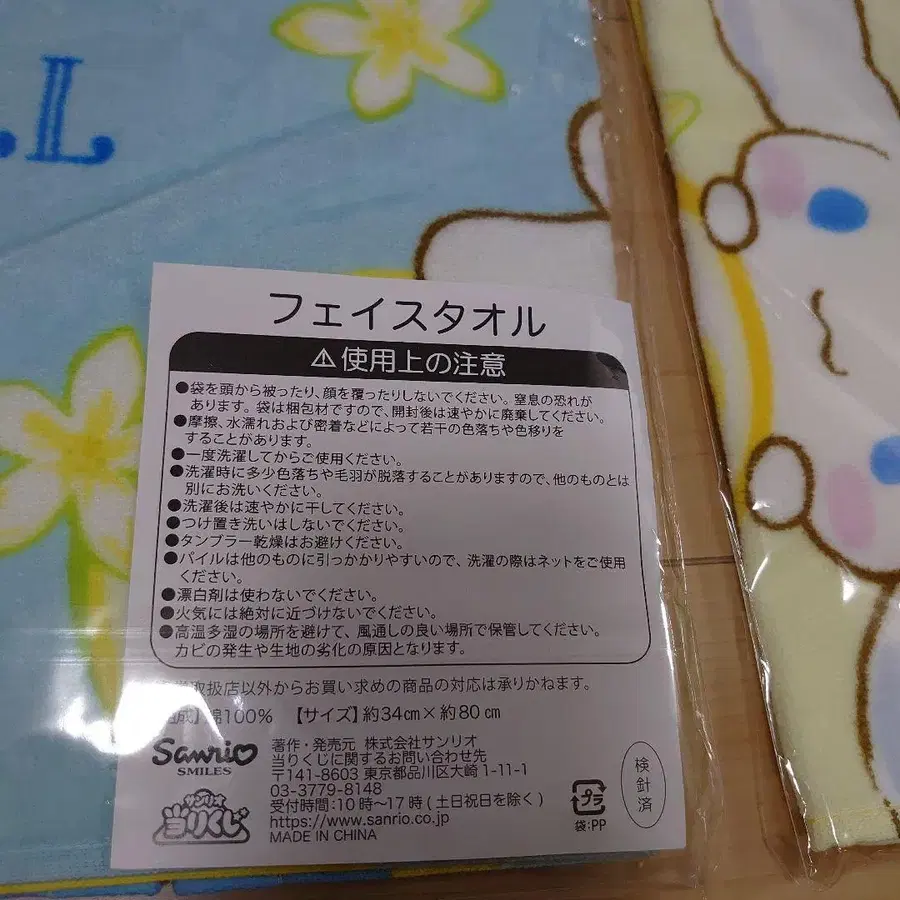 LL
フェイスタオル
⚠使用上の注意
●袋を頭から被ったり、顔を覆ったりしないでください。窒息の恐れが
あります。袋は梱包材ですので、開封後は速やかに廃棄してください。
●摩擦、水濡れおよび密着などによって若干の色落ちや色移りを
することがあります。
●一度洗濯してからご使用ください。
●洗濯時に多少色落ちや毛羽が脱落することがありますので、他のものとは
別にお洗いください。
●洗濯後は速やかに干してください。
●つけ置き洗いはしないでください。
●タンブラー乾燥はお避けください。
●パイルは他のものに引っかかりやすいので、洗濯の際はネットをご使用
ください。
●漂白剤は使わないでください。
●火気には絶対に近づけないでください。
●高温多湿の場所を避けて、風通しの良い場所で保管してください。
カビの発生や生地の劣化の原因となります。
取扱店以外からお買い求めの商品の対応は承りかねます。
成】綿100% 【サイズ】約34cm×約80cm
Sanrio
SMILES
著作・発売元 株式会社サンリオ
当りくじに関するお問い合わせ先
〒141-8603 東京都品川区大崎1-11-1
03-3779-8148
受付時間:10時〜17時(土日祝日を除く)
https://www.sanrio.co.jp
MADE IN CHINA
サンリオ
当りくじ
プラ
袋:PP
検針済